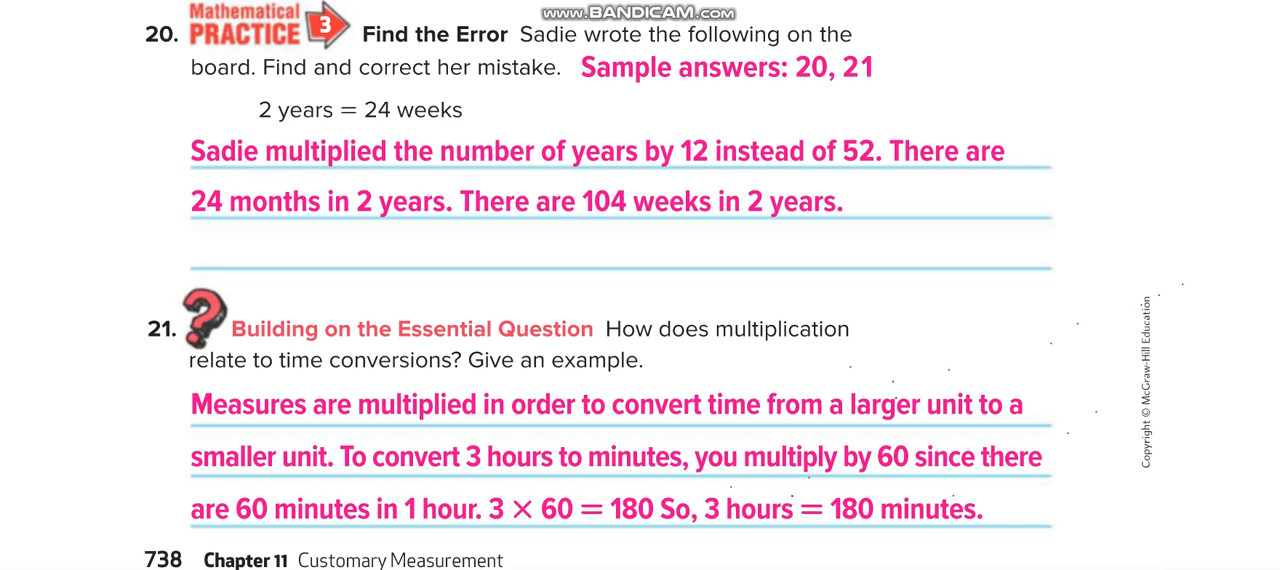 www.BANDICAM.com
Mathematical
20. PRACTICE 3 Find the Error Sadie wrote the following on the
board. Find and correct her mistake. Sample answers: 20, 21
2 years = 24 weeks
Sadie multiplied the number of years by 12 instead of 52. There are
24 months in 2 years. There are 104 weeks in 2 years.
21. ? Building on the Essential Question How does multiplication
relate to time conversions? Give an example.
Measures are multiplied in order to convert time from a larger unit to a
smaller unit. To convert 3 hours to minutes, you multiply by 60 since there
are 60 minutes in 1 hour. 3 × 60 = 180 So, 3 hours = 180 minutes.
738 Chapter 11 Customary Measurement
Copyright © McGraw-Hill Education